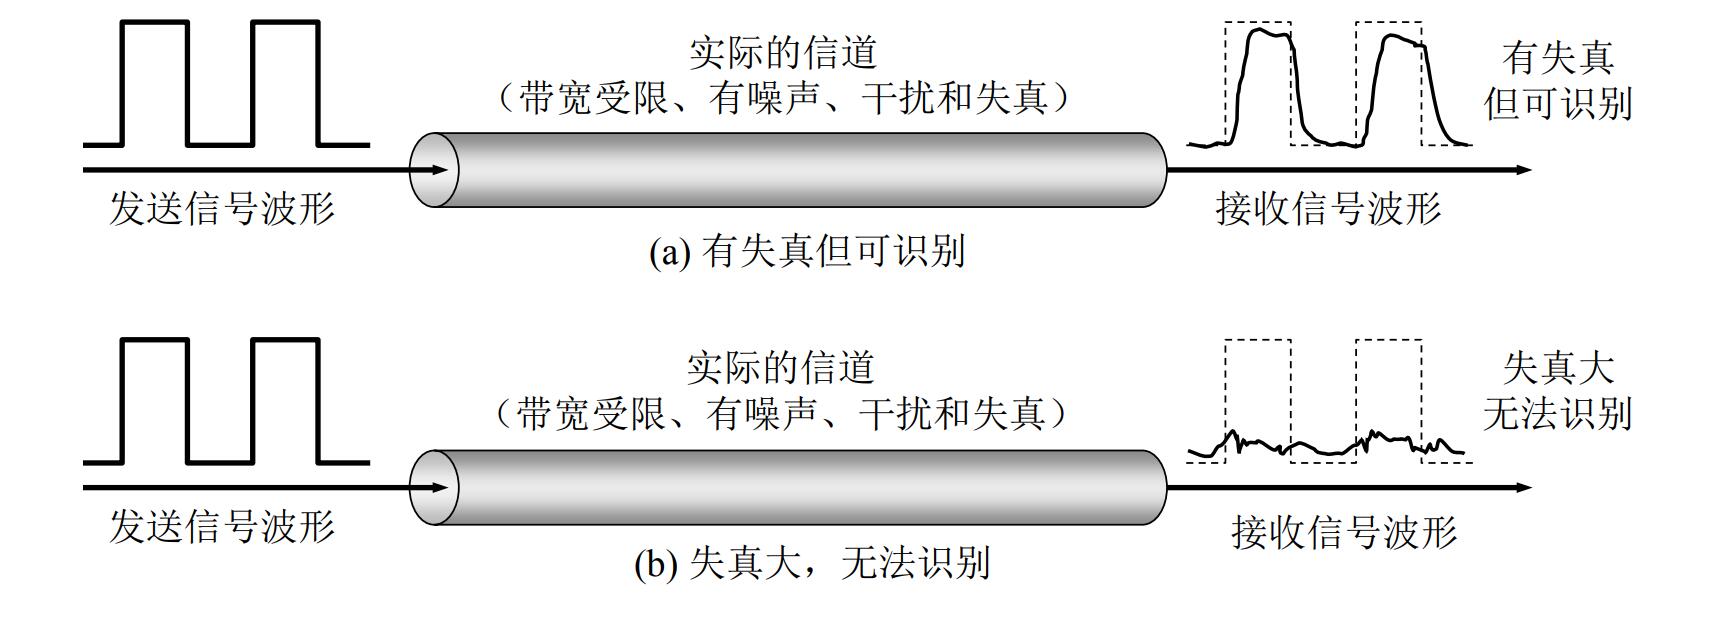 实际的信道
（带宽受限、有噪声、干扰和失真）
有失真
但可识别
发送信号波形
接收信号波形
(a) 有失真但可识别
实际的信道
（带宽受限、有噪声、干扰和失真）
失真大
无法识别
发送信号波形
接收信号波形
(b) 失真大，无法识别